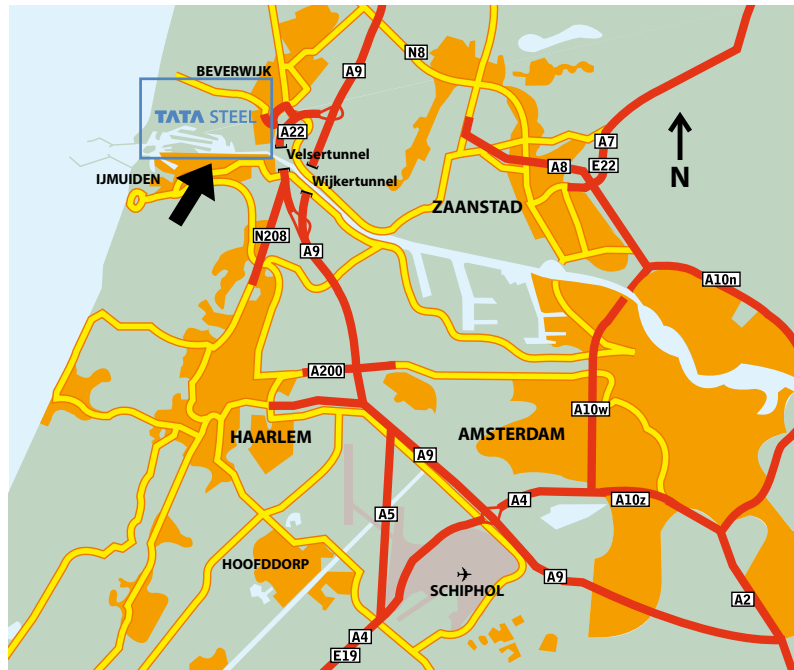 N8
BEVERWIJK
A9
TATA STEEL
A22
A7
Velsertunnel
A8
E22
IJMUIDEN
Wijkertunnel
N
ZAANSTAD
N208
A9
A10n
A200
A10w
HAARLEM
AMSTERDAM
A9
A4
A10z
A5
HOOFDDORP
A9
SCHIPHOL
A2
A4
E19